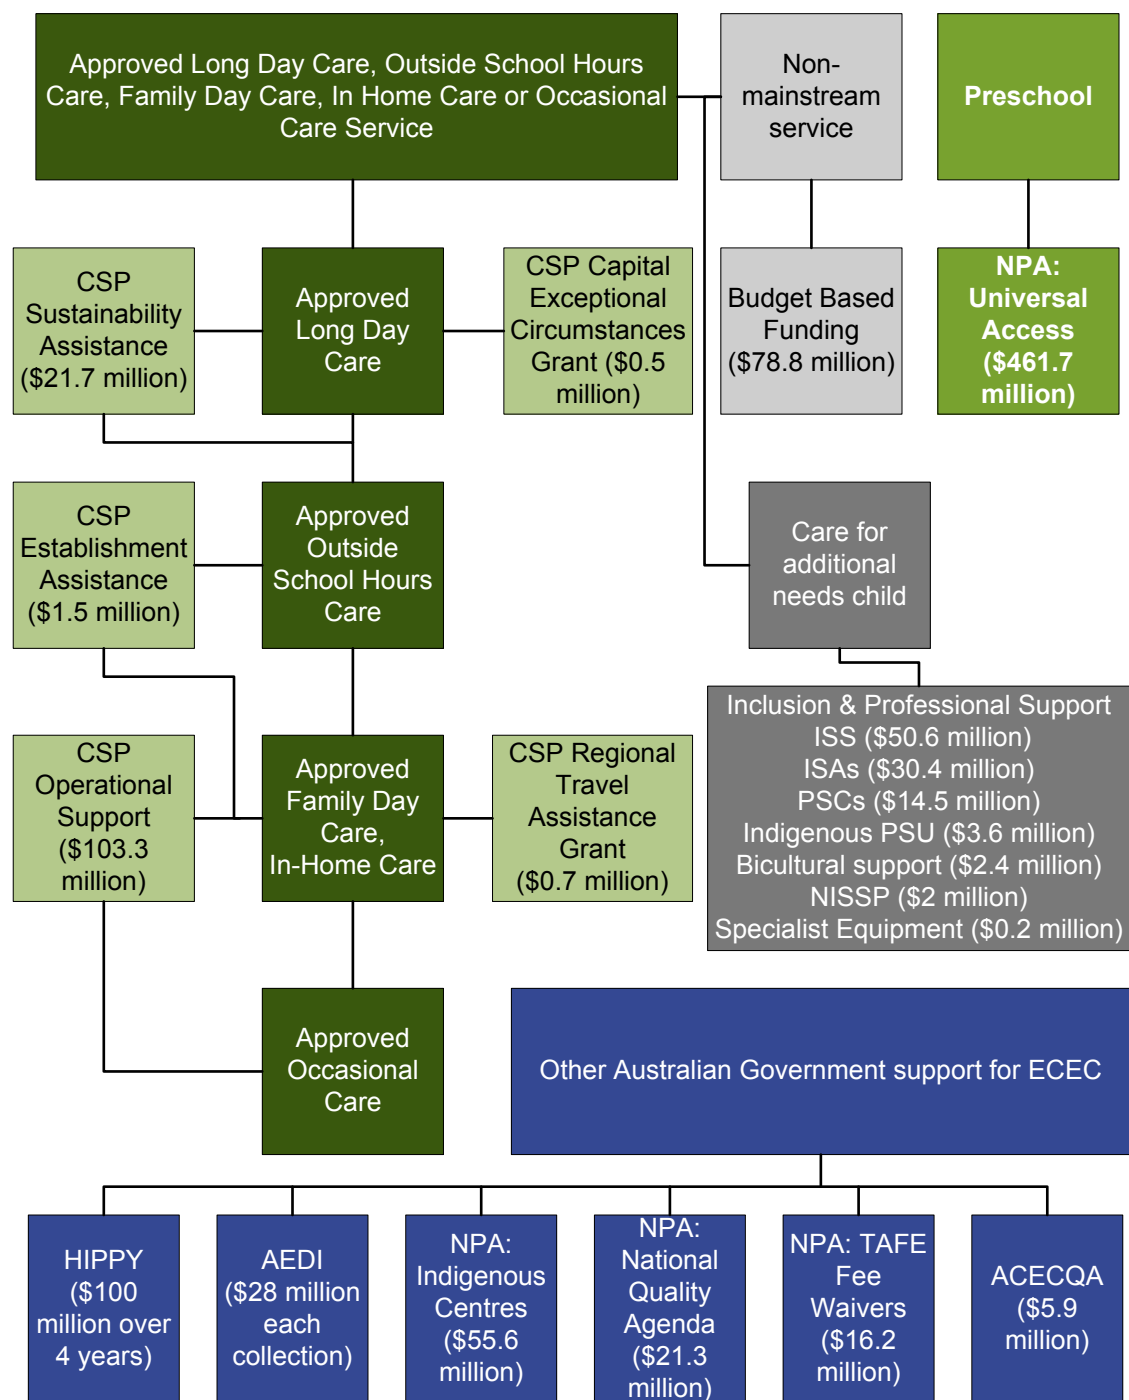 Approved Long Day Care, Outside School Hours
Care, Family Day Care, In Home Care or Occasional
Care Service
Non-
mainstream
service
Preschool
CSP
Sustainability
Assistance
($21.7 million)
Approved
Long Day
Care
CSP Capital
Exceptional
Circumstances
Grant ($0.5
million)
Budget Based
Funding
($78.8 million)
NPA:
Universal
Access
($461.7
million)
CSP
Establishment
Assistance
($1.5 million)
Approved
Outside
School Hours
Care
Care for
additional
needs child
CSP
Operational
Support
($103.3
million)
Approved
Family Day
Care,
In-Home Care
CSP Regional
Travel
Assistance
Grant
($0.7 million)
Inclusion & Professional Support
ISS ($50.6 million)
ISAs ($30.4 million)
PSCs ($14.5 million)
Indigenous PSU ($3.6 million)
Bicultural support ($2.4 million)
NISSP ($2 million)
Specialist Equipment ($0.2 million)
Approved
Occasional
Care
Other Australian Government support for ECEC
HIPPY
($100
million over
4 years)
AEDI
($28 million
each
collection)
NPA:
Indigenous
Centres
($55.6
million)
NPA:
National
Quality
Agenda
($21.3
million)
NPA: TAFE
Fee
Waivers
($16.2
million)
ACECQA
($5.9
million)